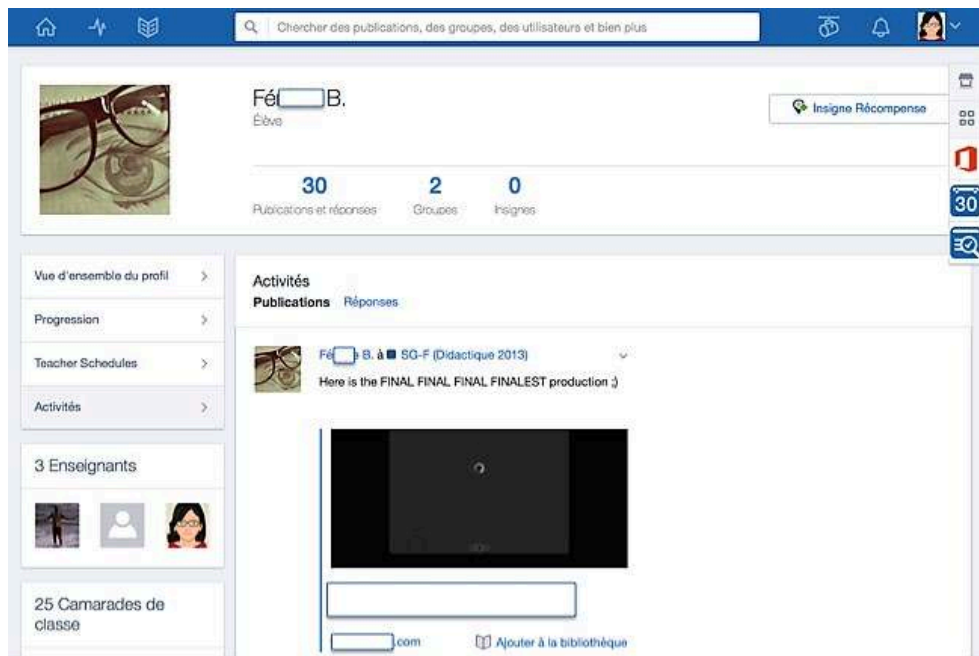 Chercher des publications, des groupes, des utilisateurs et bien plus
Fé B.
Élève
Insigne Récompense
30 2 0
Publications et réponses Groupes Insignes
30
Vue d'ensemble du profil
Progression
Teacher Schedules
Activités
3 Enseignants
25 Camarades de classe
Activités
Publications Réponses
Fé B. à SG-F (Didactique 2013)
Here is the FINAL FINAL FINAL FINALEST production ;)
.com Ajouter à la bibliothèque